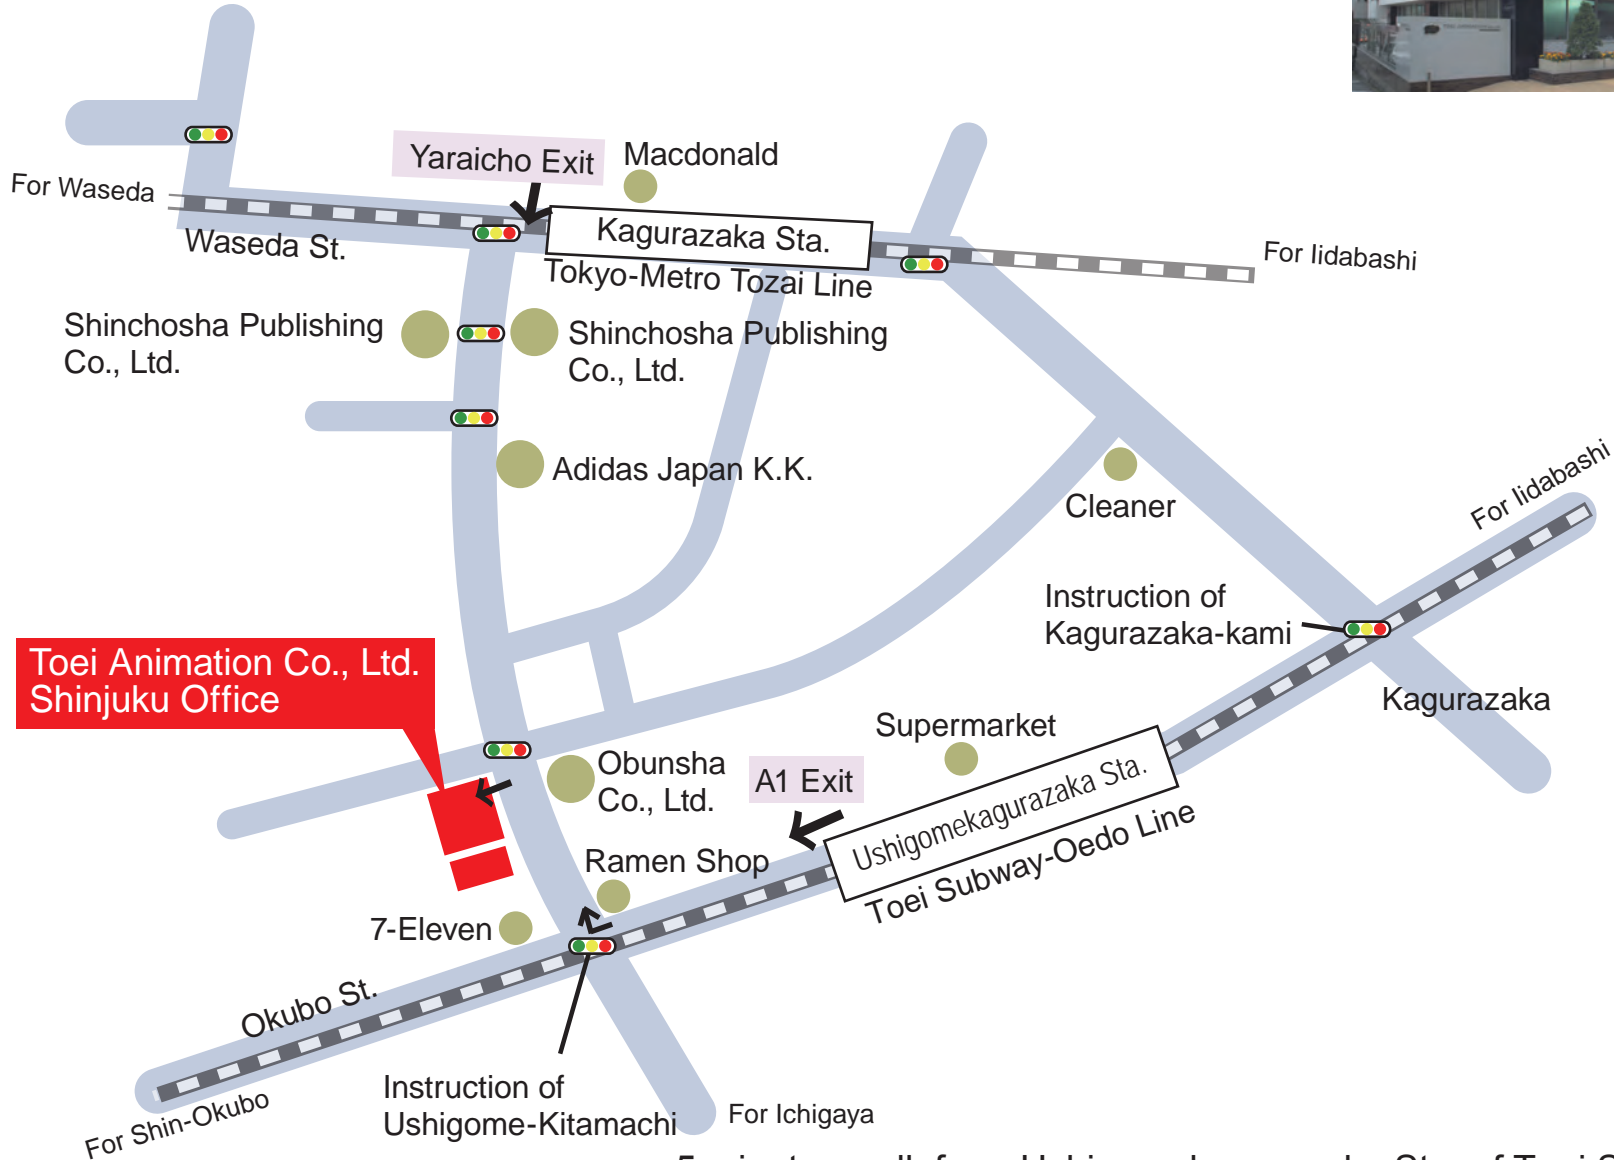 Yaraicho Exit
Macdonald
For Waseda
Waseda St.
Kagurazaka Sta.
Tokyo-Metro Tozai Line
For Iidabashi
Shinchosha Publishing
Co., Ltd.
Shinchosha Publishing
Co., Ltd.
Adidas Japan K.K.
Cleaner
For Iidabashi
Instruction of
Kagurazaka-kami
Toei Animation Co., Ltd.
Shinjuku Office
Kagurazaka
Supermarket
Obunsha
Co., Ltd.
A1 Exit
Ushigomekagurazaka Sta.
Toei Subway-Oedo Line
Ramen Shop
7-Eleven
Okubo St.
For Shin-Okubo
Instruction of
Ushigome-Kitamachi
For Ichigaya